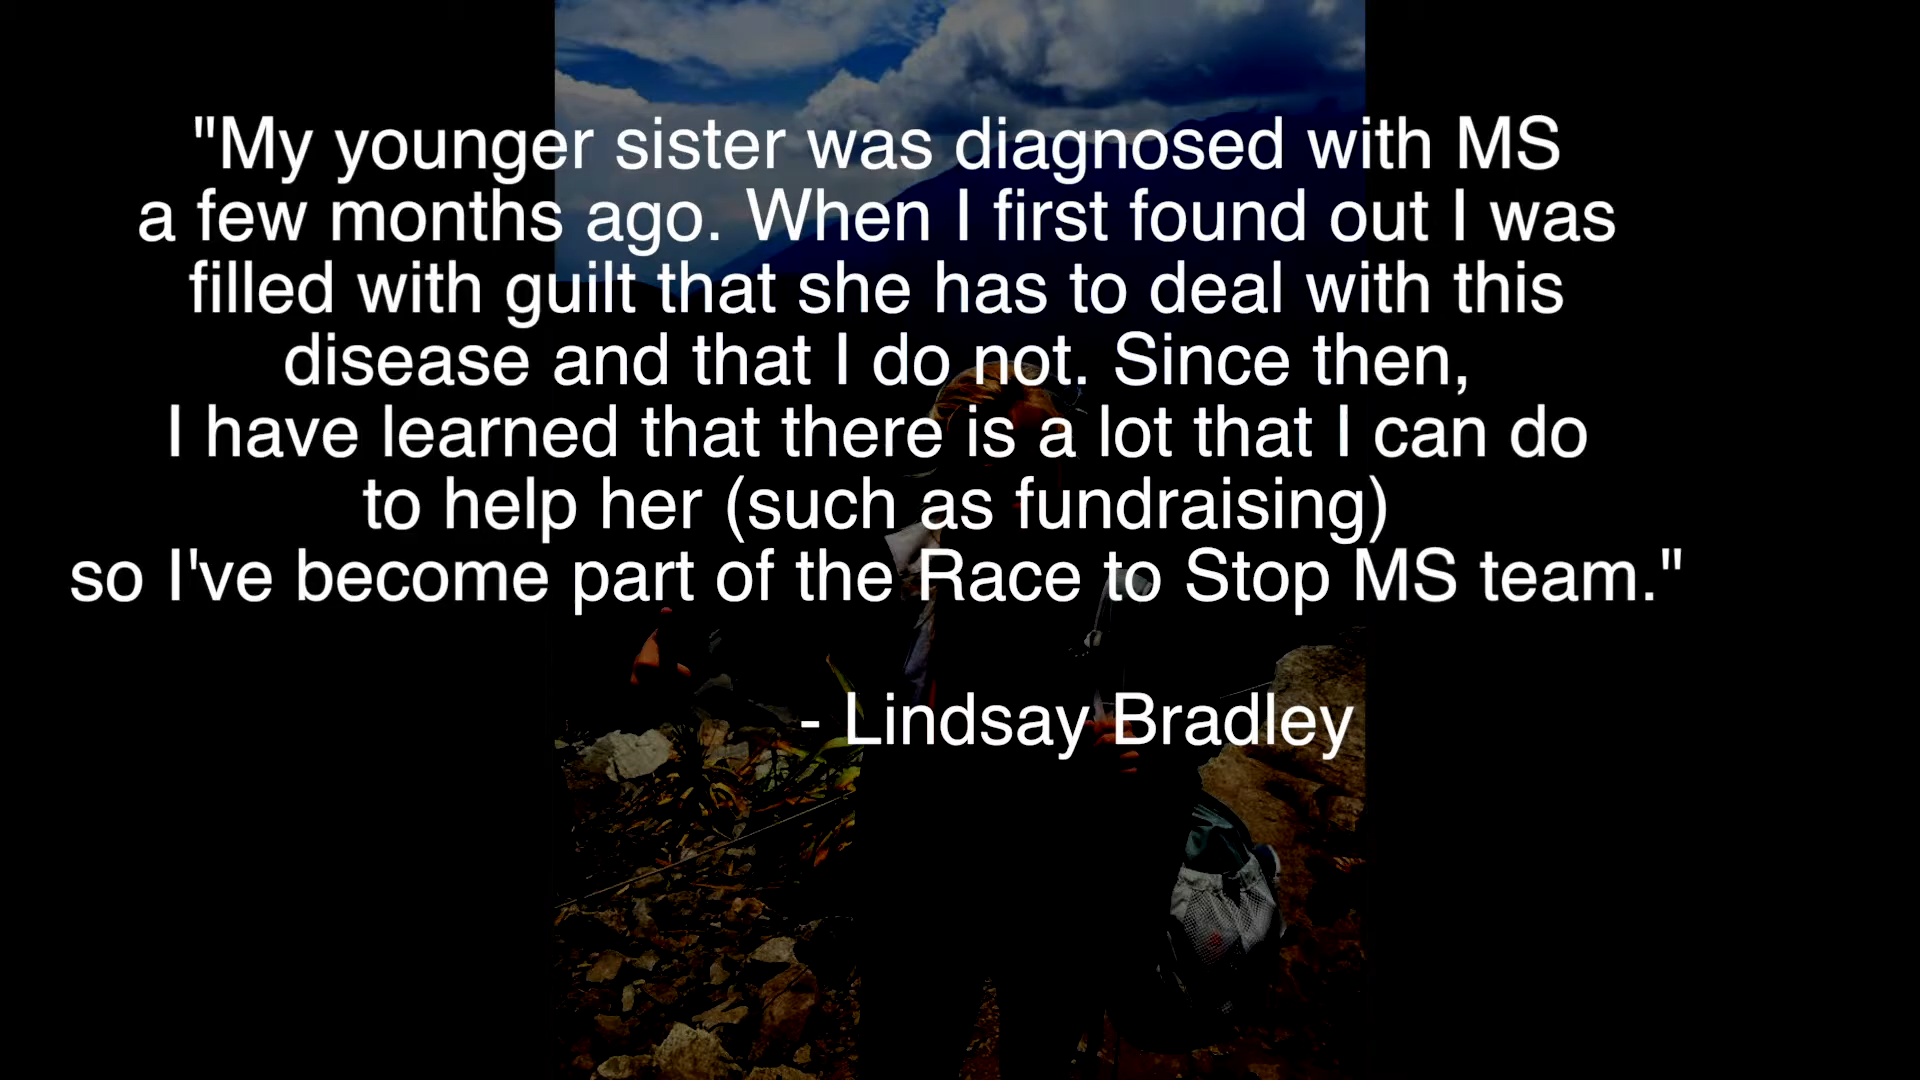 "My younger sister was diagnosed with MS
a few months ago. When I first found out I was
filled with guilt that she has to deal with this
disease and that I do not. Since then,
I have learned that there is a lot that I can do
to help her (such as fundraising)
so I've become part of the Race to Stop MS team."
- Lindsay Bradley